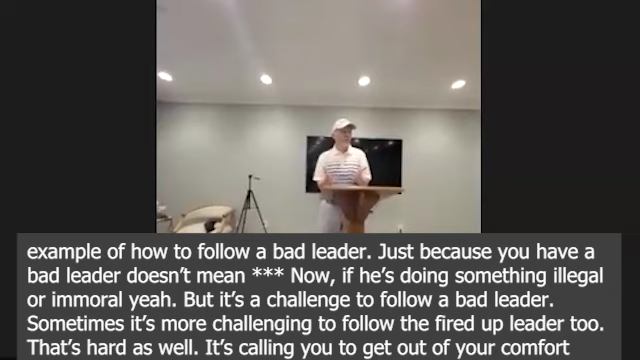 example of how to follow a bad leader. Just because you have a
bad leader doesn’t mean *** Now, if he’s doing something illegal
or immoral yeah. But it’s a challenge to follow a bad leader.
Sometimes it’s more challenging to follow the fired up leader too.
That’s hard as well. It’s calling you to get out of your comfort